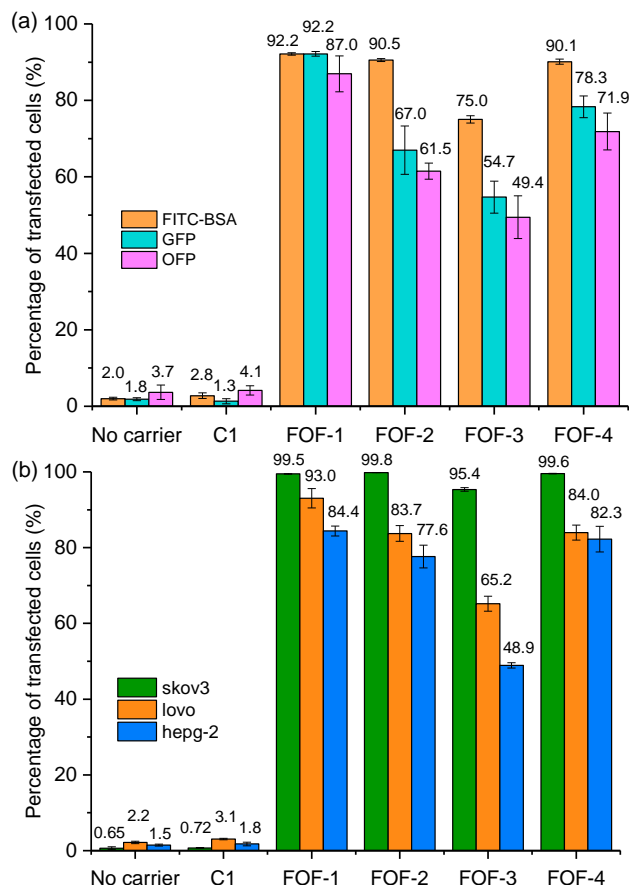 (a)
Percentage of transfected cells (%)
100
80
60
40
20
0
92.2
92.2
87.0
90.5
67.0
61.5
75.0
54.7
49.4
90.1
78.3
71.9
FITC-BSA
GFP
OFP
2.0
1.8
3.7
2.8
1.3
4.1
No carrier
C1
FOF-1
FOF-2
FOF-3
FOF-4
(b)
Percentage of transfected cells (%)
100
80
60
40
20
0
99.5
93.0
84.4
99.8
83.7
77.6
95.4
65.2
48.9
99.6
84.0
82.3
skov3
lovo
hepg-2
0.65
2.2
1.5
0.72
3.1
1.8
No carrier
C1
FOF-1
FOF-2
FOF-3
FOF-4